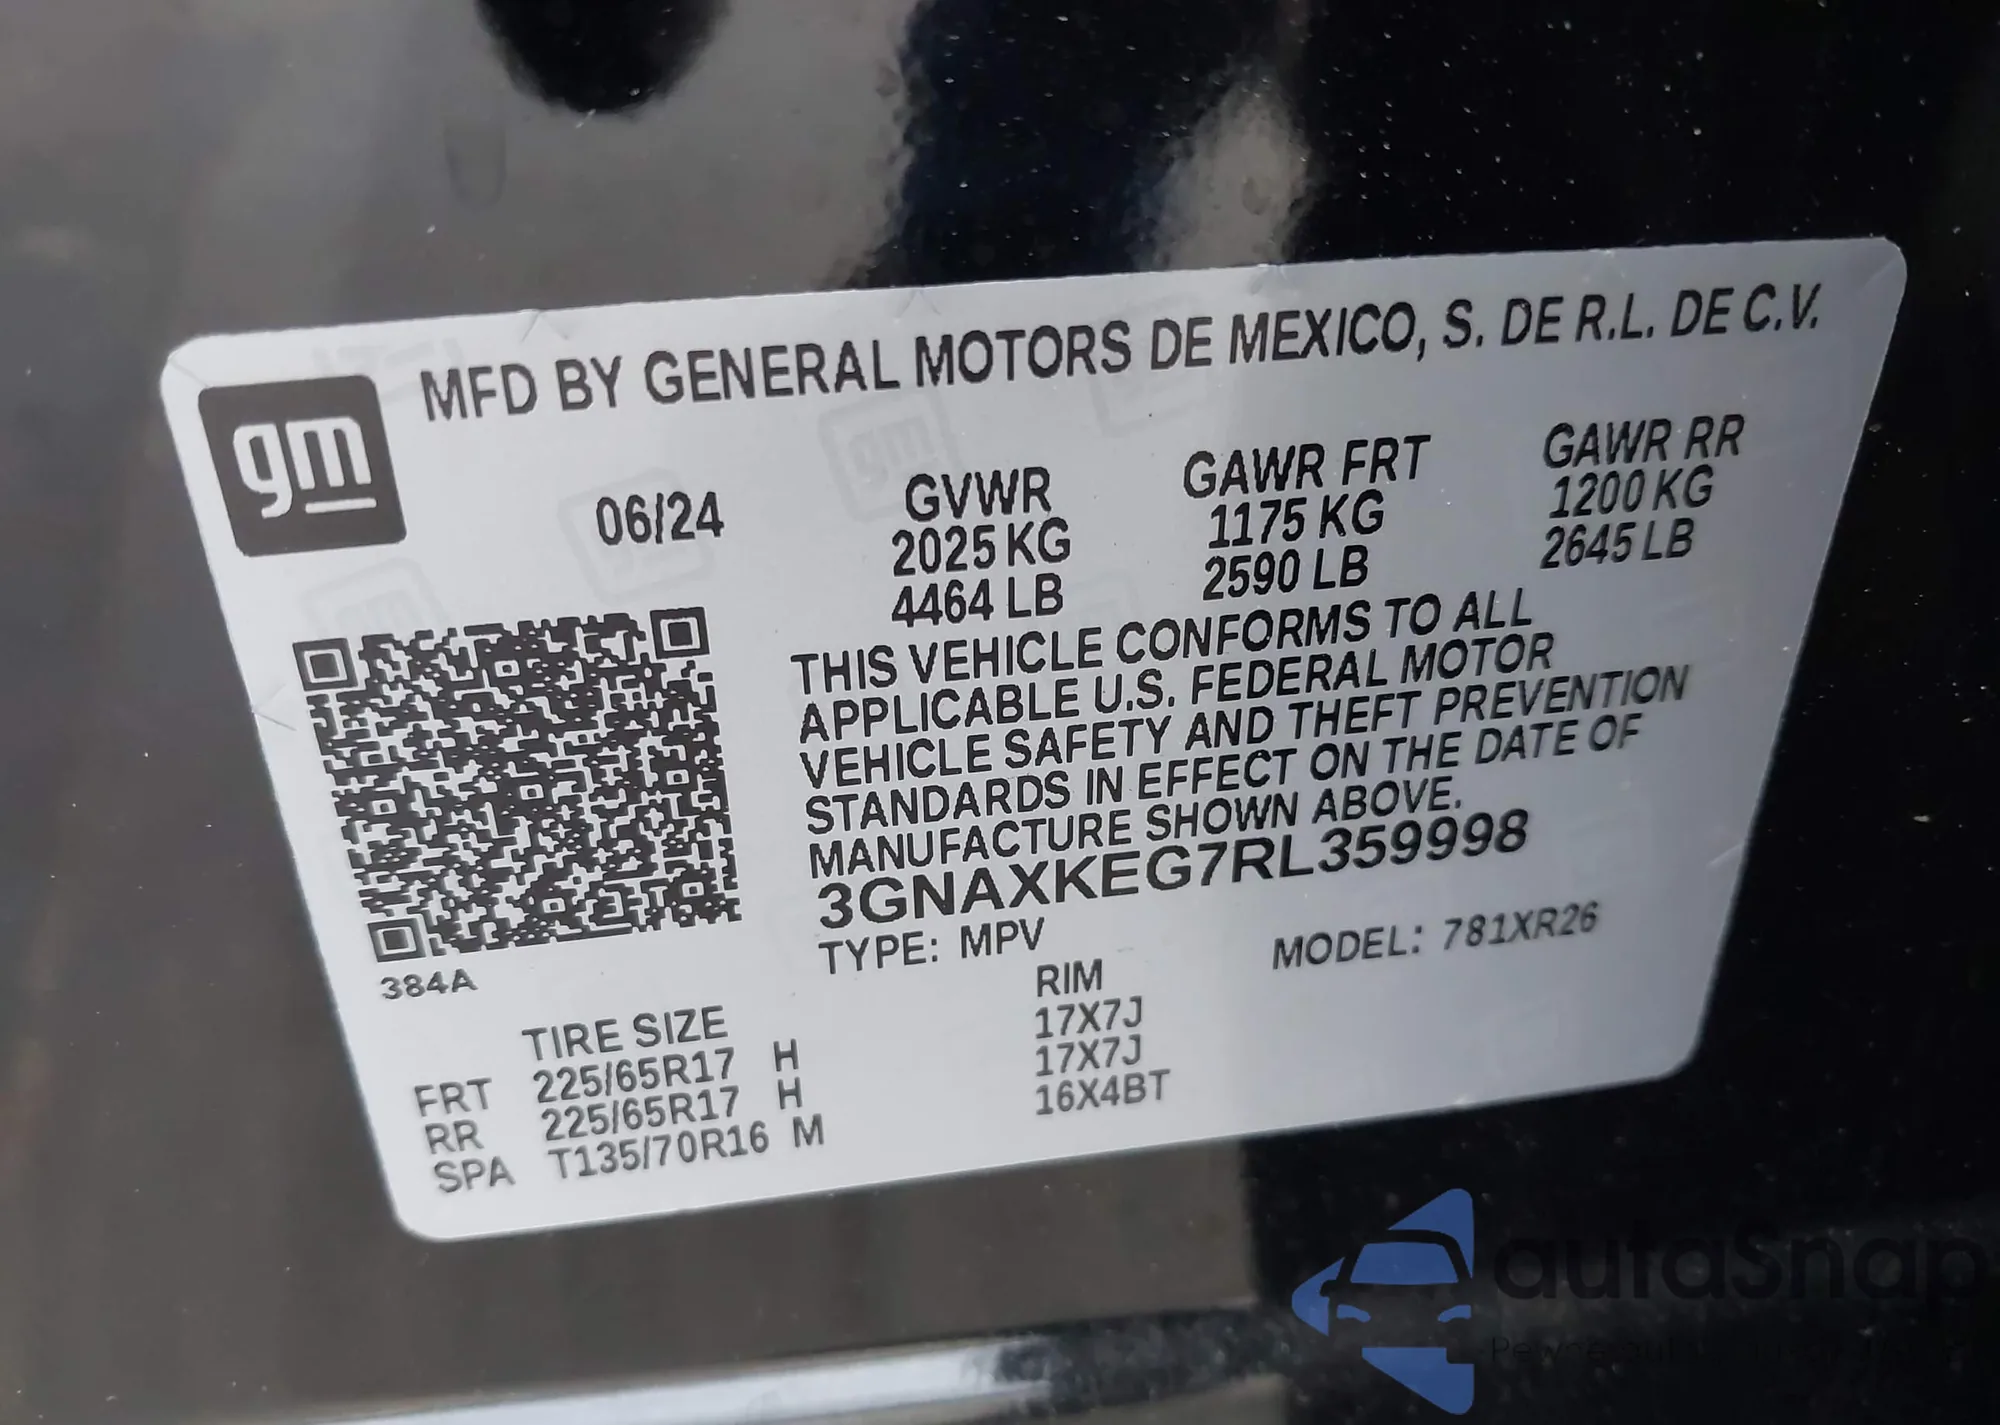 gm
MFD BY GENERAL MOTORS DE MEXICO, S. DE R.L. DE C.V.
06/24
GVWR
2025 KG
4464 LB
GAWR FRT
1175 KG
2590 LB
GAWR RR
1200 KG
2645 LB
THIS VEHICLE CONFORMS TO ALL
APPLICABLE U.S. FEDERAL MOTOR
VEHICLE SAFETY AND THEFT PREVENTION
STANDARDS IN EFFECT ON THE DATE OF
MANUFACTURE SHOWN ABOVE.
3GNAXKEG7RL359998
TYPE: MPV
MODEL: 781XR26
384A
TIRE SIZE
RIM
FRT 225/65R17 H 17X7J
RR 225/65R17 H 17X7J
SPA T135/70R16 M 16X4BT
autaSnap